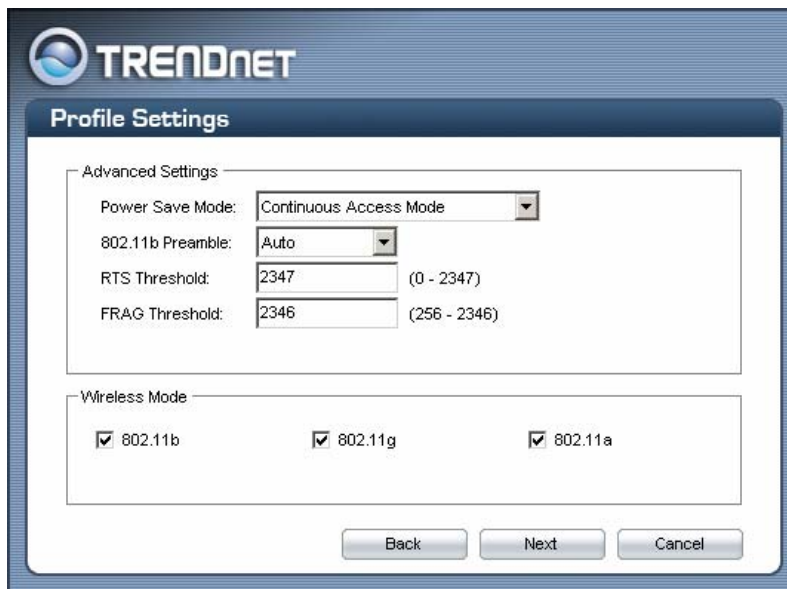 TRENDNET
Profile Settings
Advanced Settings
Power Save Mode: Continuous Access Mode
802.11b Preamble: Auto
RTS Threshold: 2347 (0 - 2347)
FRAG Threshold: 2346 (256 - 2346)
Wireless Mode
802.11b 802.11g 802.11a
Back Next Cancel